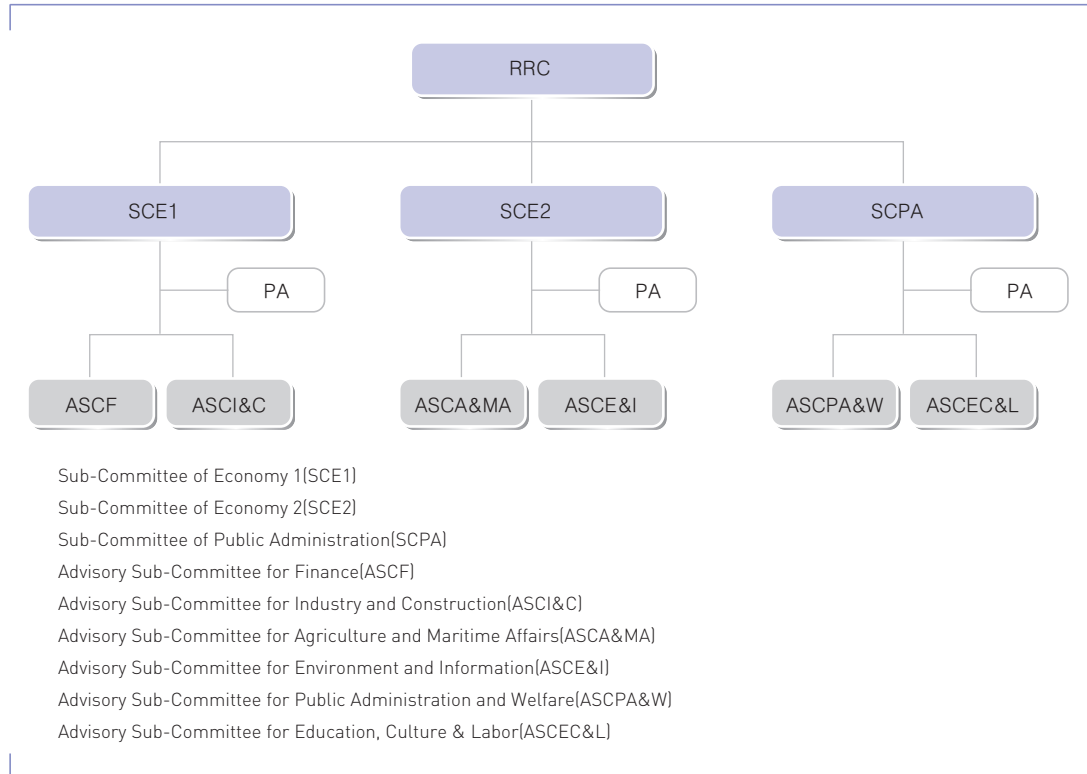 RRC
SCE1
SCE2
SCPA
PA
PA
PA
ASCF
ASCI&C
ASCA&MA
ASCE&I
ASCPA&W
ASCEC&L
Sub-Committee of Economy 1(SCE1)
Sub-Committee of Economy 2(SCE2)
Sub-Committee of Public Administration(SCPA)
Advisory Sub-Committee for Finance(ASCF)
Advisory Sub-Committee for Industry and Construction(ASCI&C)
Advisory Sub-Committee for Agriculture and Maritime Affairs(ASCA&MA)
Advisory Sub-Committee for Environment and Information(ASCE&I)
Advisory Sub-Committee for Public Administration and Welfare(ASCPA&W)
Advisory Sub-Committee for Education, Culture & Labor(ASCEC&L)